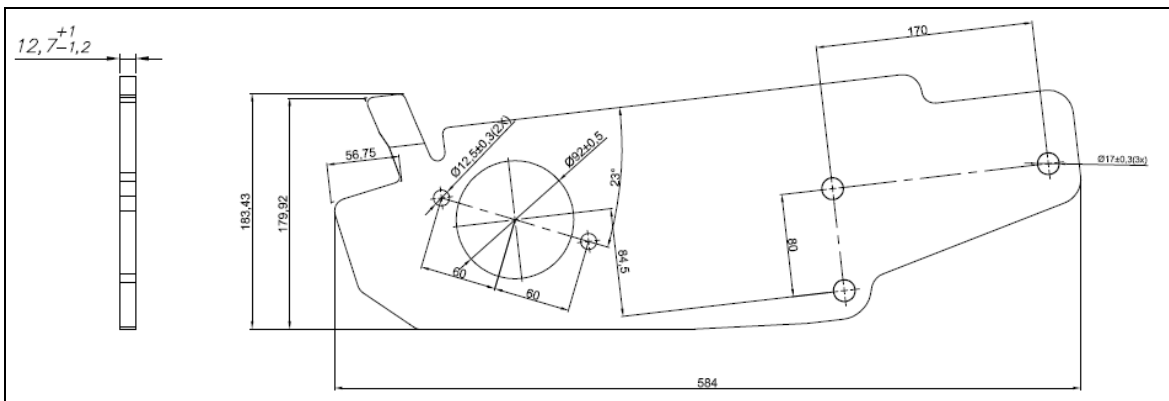 12,7 +1 -1,2
183,43
179,92
56,75
Ø12,5±0,3(2X)
Ø92±0,5
23°
60
60
84,5
170
80
Ø17±0,3(3x)
584